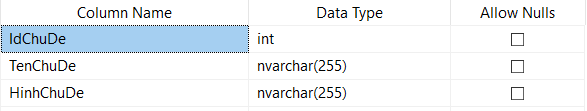 Column Name Data Type Allow Nulls
IdChuDe int
TenChuDe nvarchar(255)
HinhChuDe nvarchar(255)